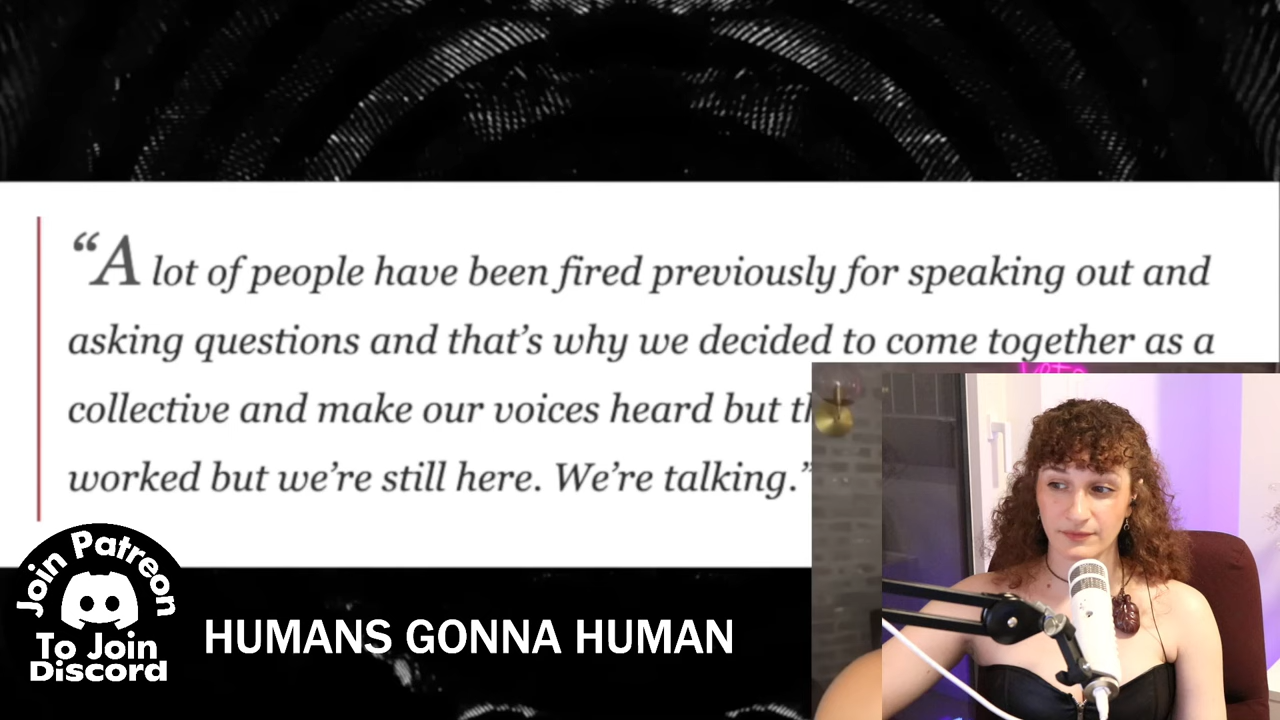 “A lot of people have been fired previously for speaking out and
asking questions and that’s why we decided to come together as a
collective and make our voices heard but
worked but we’re still here. We’re talking.”
Join Patreon
To Join
Discord
HUMANS GONNA HUMAN